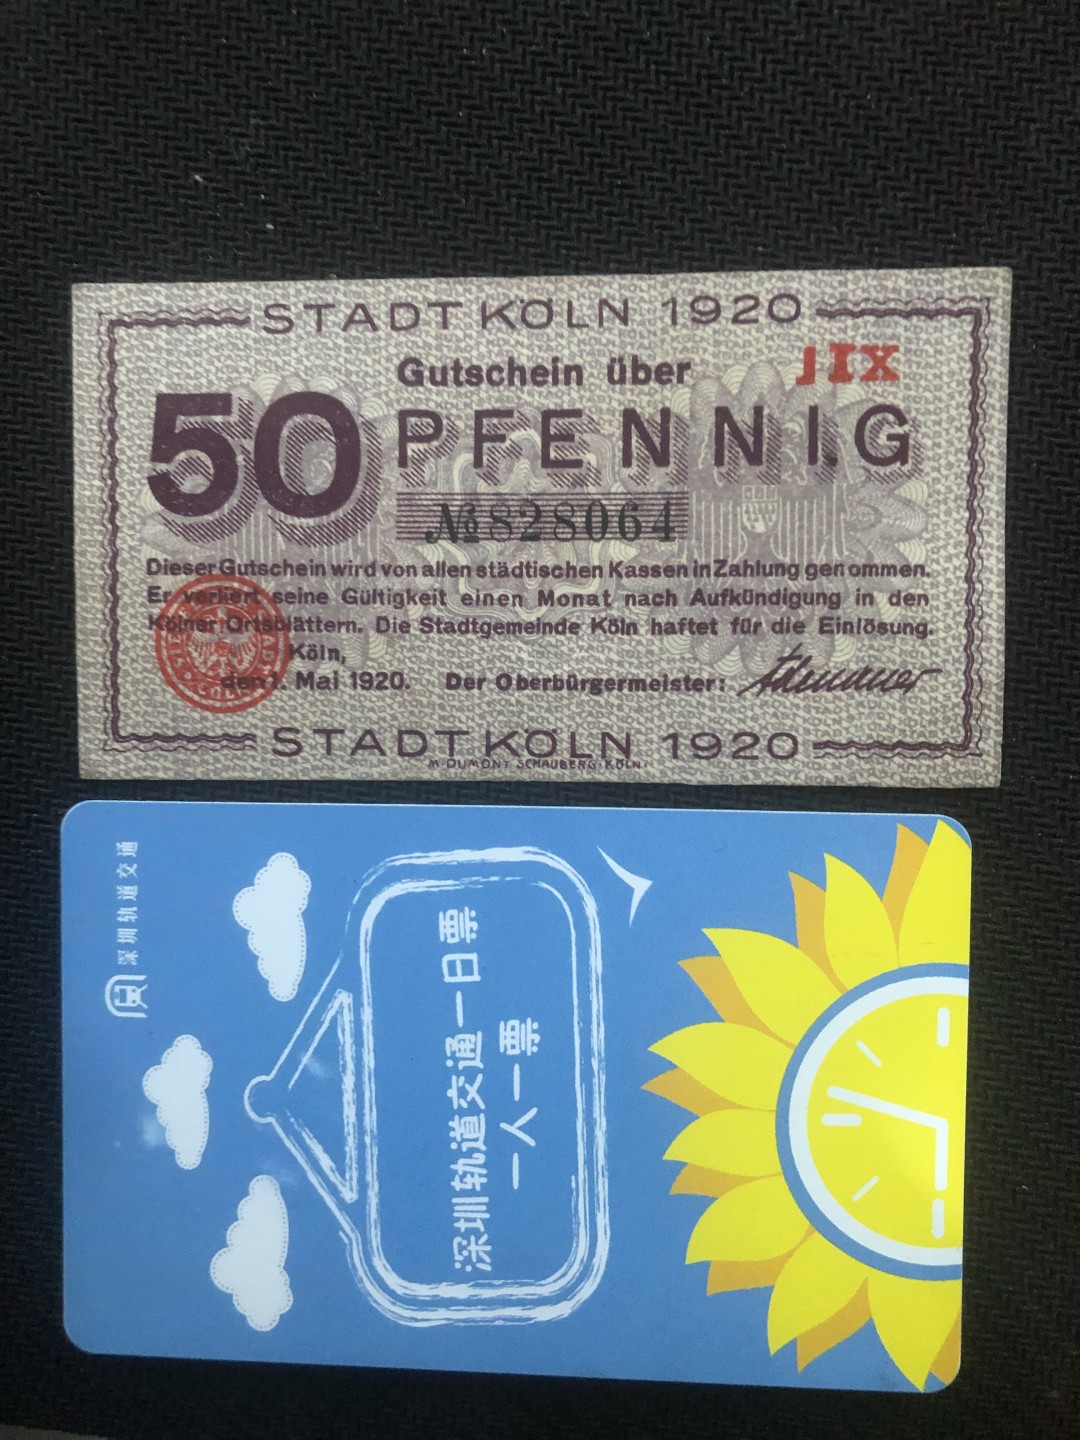 STADT KÖLN 1920
Gutschein über
JIX
50 PFENNIG
№ 828064
Dieser Gutschein wird von allen städtischen Kassen in Zahlung genommen.
Er verliert seine Gültigkeit einen Monat nach Aufkündigung in den
Kölner Ortsblättern. Die Stadtgemeinde Köln haftet für die Einlösung.
Köln,
den 1. Mai 1920. Der Oberbürgermeister: Adenauer
STADT KÖLN 1920
M. DUMONT SCHAUBERG. KÖLN.
深圳轨道交通
深圳轨道交通一日票
一人一票